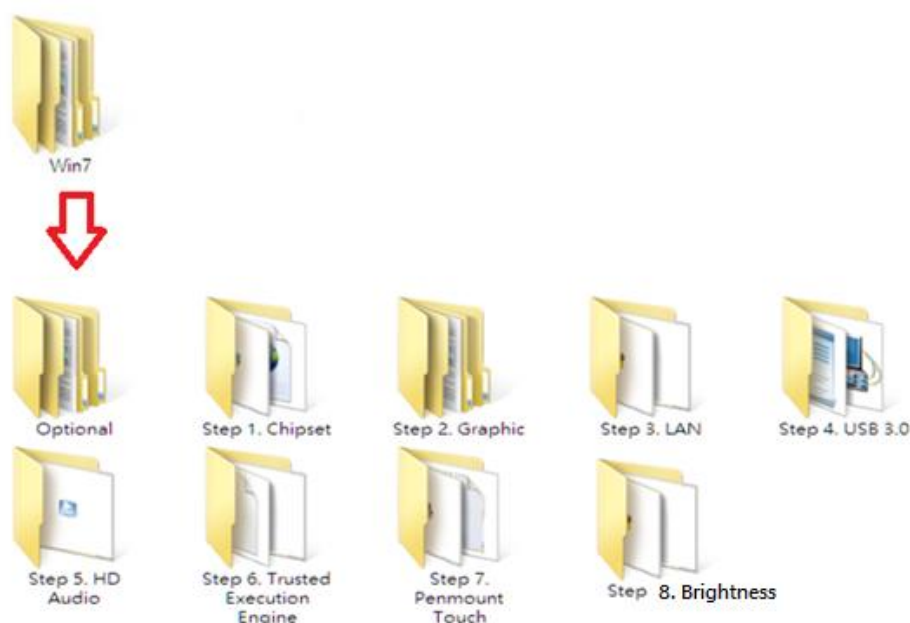 Win7
Optional
Step 1. Chipset
Step 2. Graphic
Step 3. LAN
Step 4. USB 3.0
Step 5. HD
Audio
Step 6. Trusted
Execution
Engine
Step 7.
Penmount
Touch
Step 8. Brightness